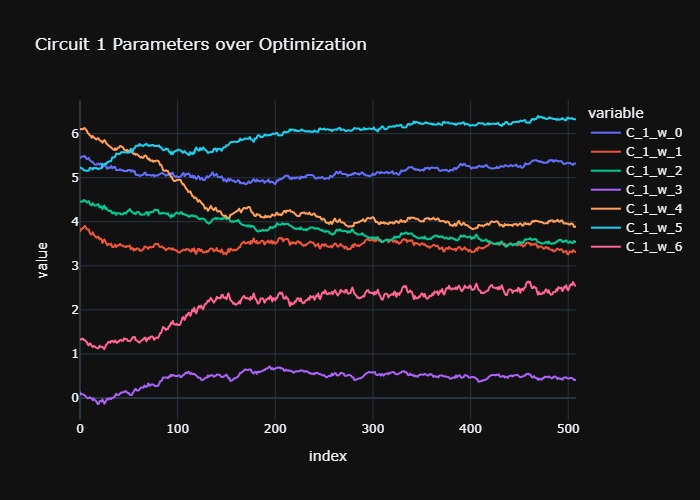 Circuit 1 Parameters over Optimization
variable
C_1_w_0
C_1_w_1
C_1_w_2
C_1_w_3
C_1_w_4
C_1_w_5
C_1_w_6
value
6
5
4
3
2
1
0
0 100 200 300 400 500
index